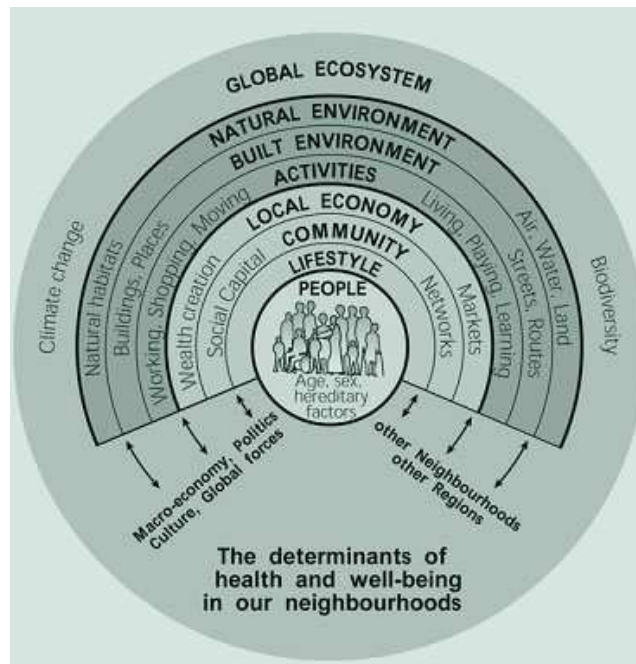 GLOBAL ECOSYSTEM
NATURAL ENVIRONMENT
BUILT ENVIRONMENT
ACTIVITIES
LOCAL ECONOMY
COMMUNITY
LIFESTYLE
PEOPLE
Age, sex,
hereditary
factors
Climate change
Natural habitats
Buildings, Places
Working, Shopping, Moving
Wealth creation
Social Capital
Networks
Markets
Living, Playing, Learning
Streets, Routes
Air, Water, Land
Biodiversity
Macro-economy, Politics
Culture, Global forces
other Neighbourhoods
other Regions
The determinants of
health and well-being
in our neighbourhoods